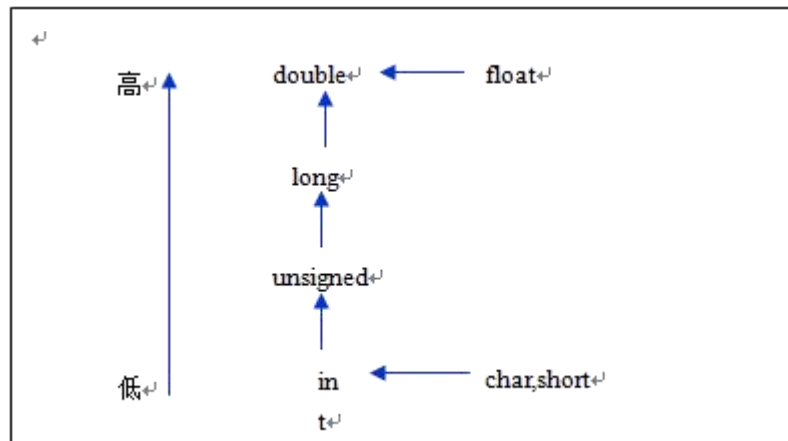 高 double float
long
unsigned
低 in char,short
t